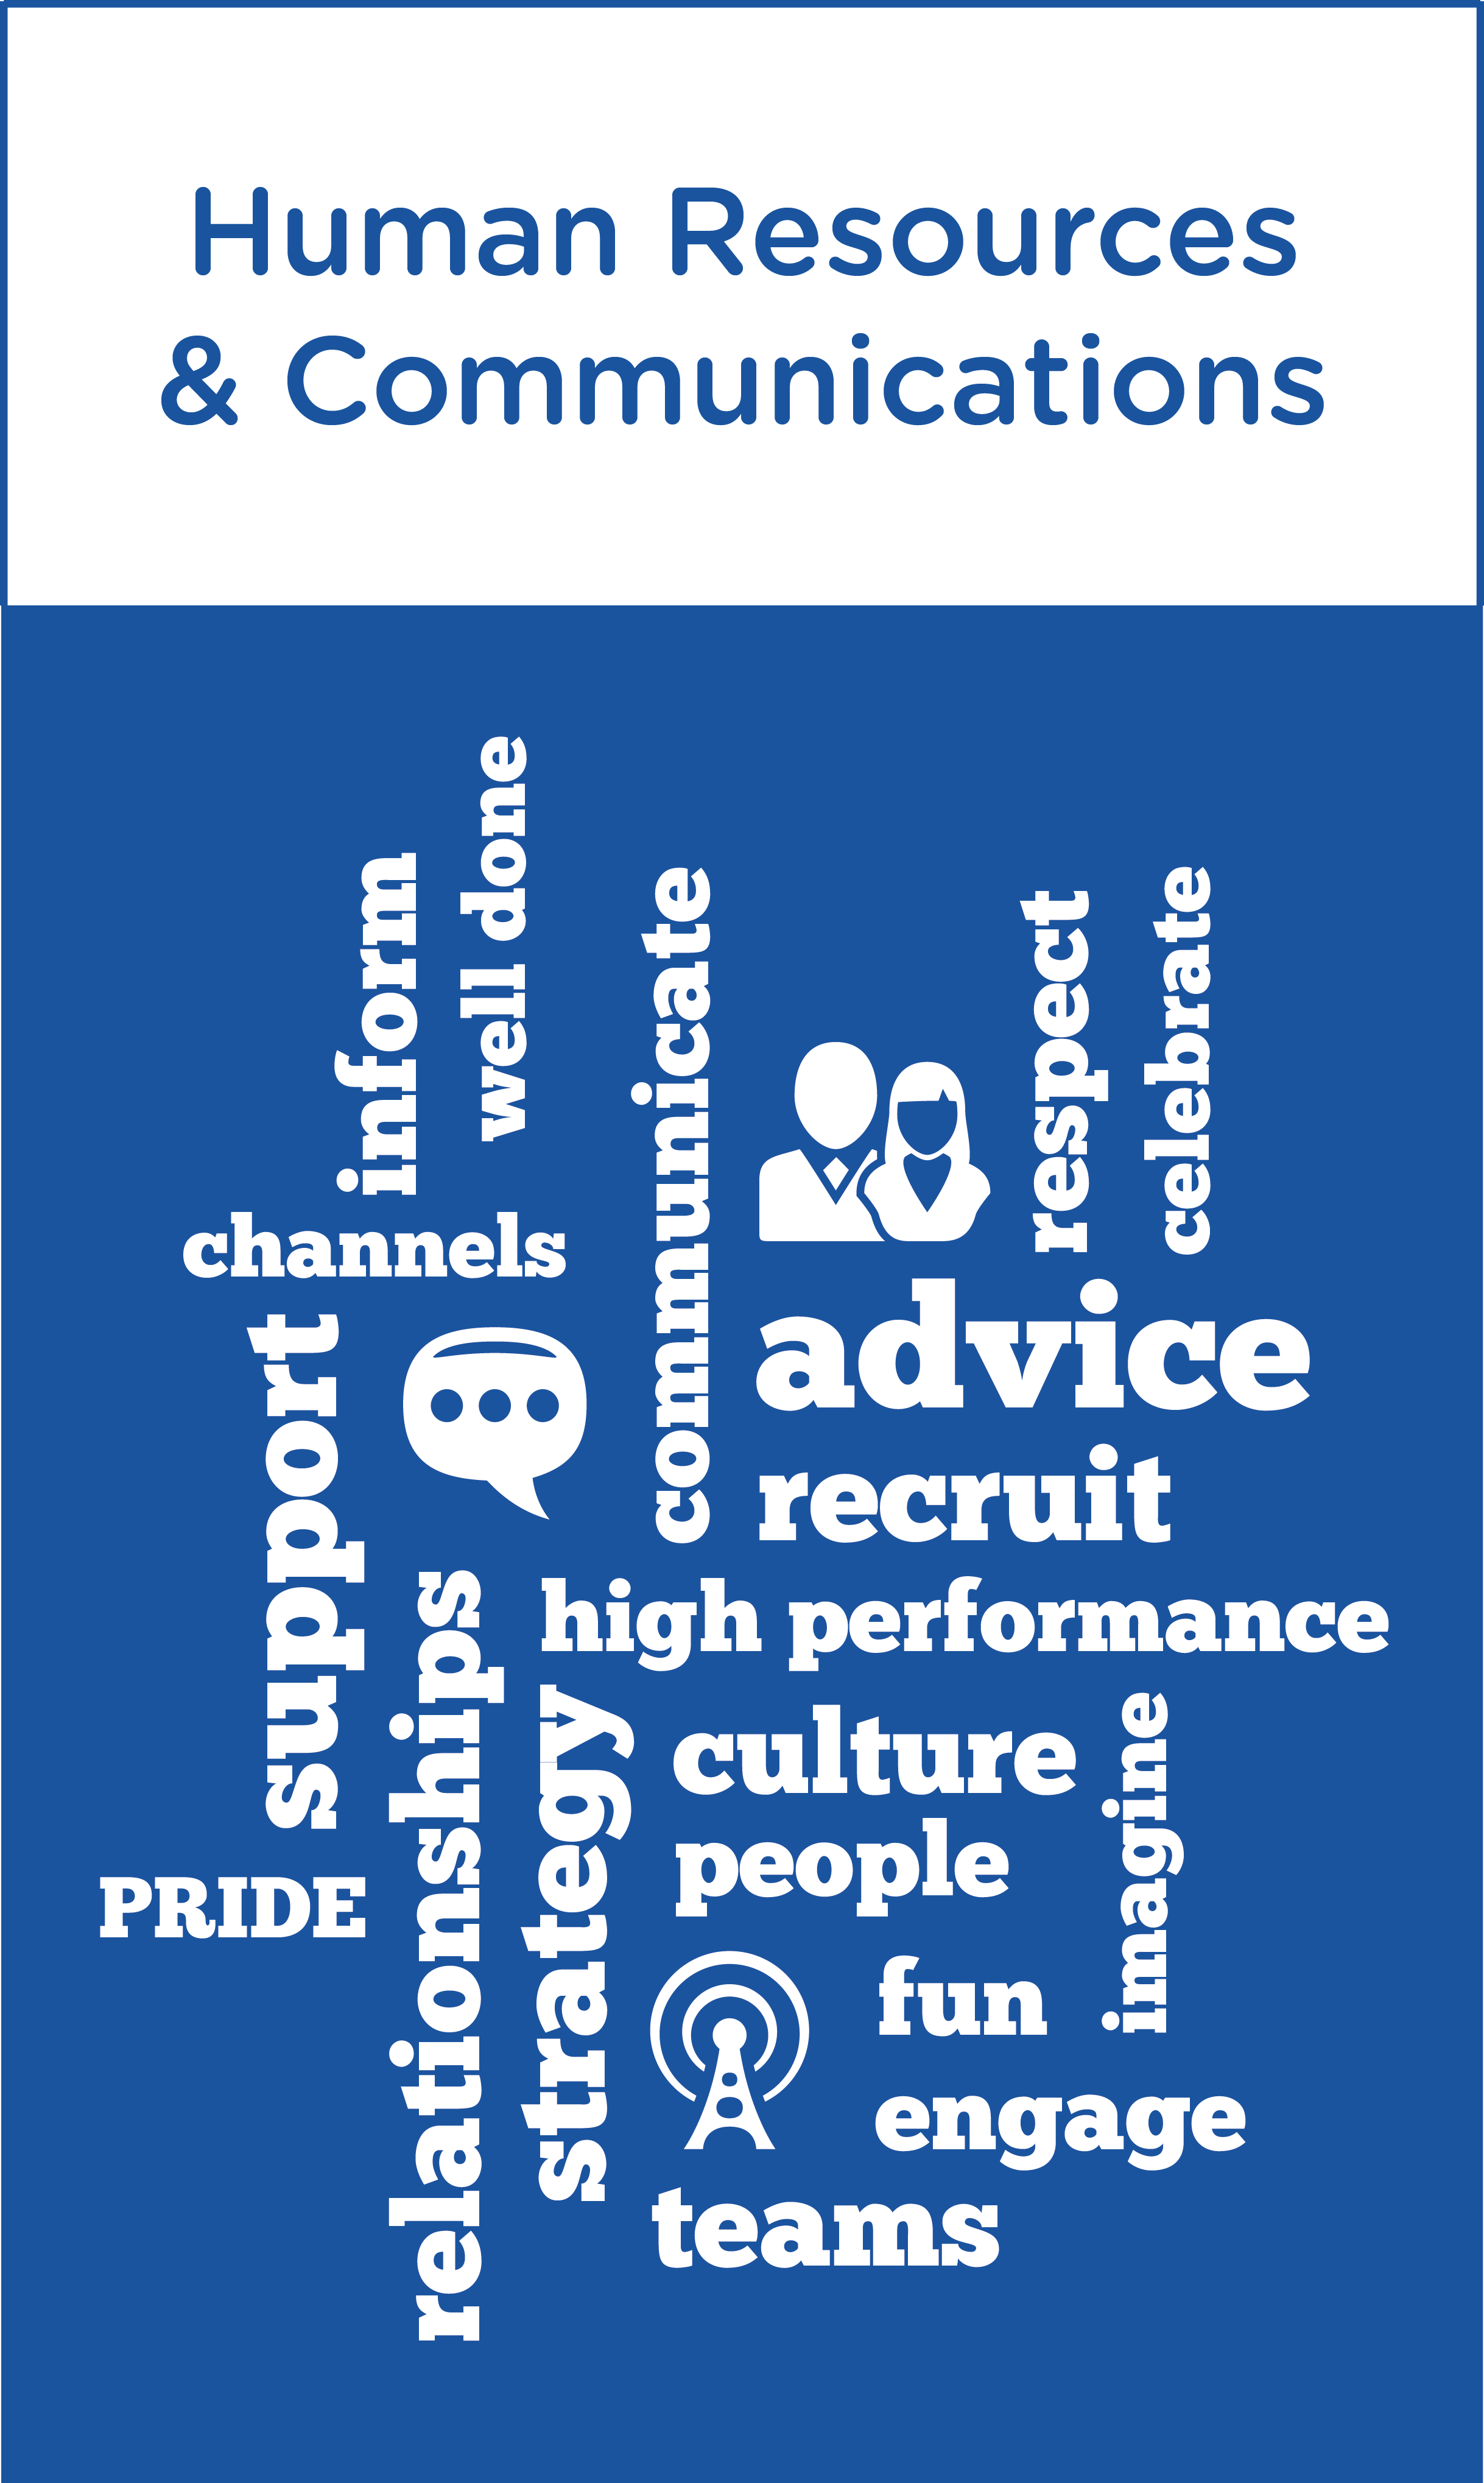 Human Resources
& Communications
inform
well done
communicate
respect
celebrate
channels
support
advice
recruit
relationships
high performance
strategy
culture
imagine
people
PRIDE
fun
engage
teams